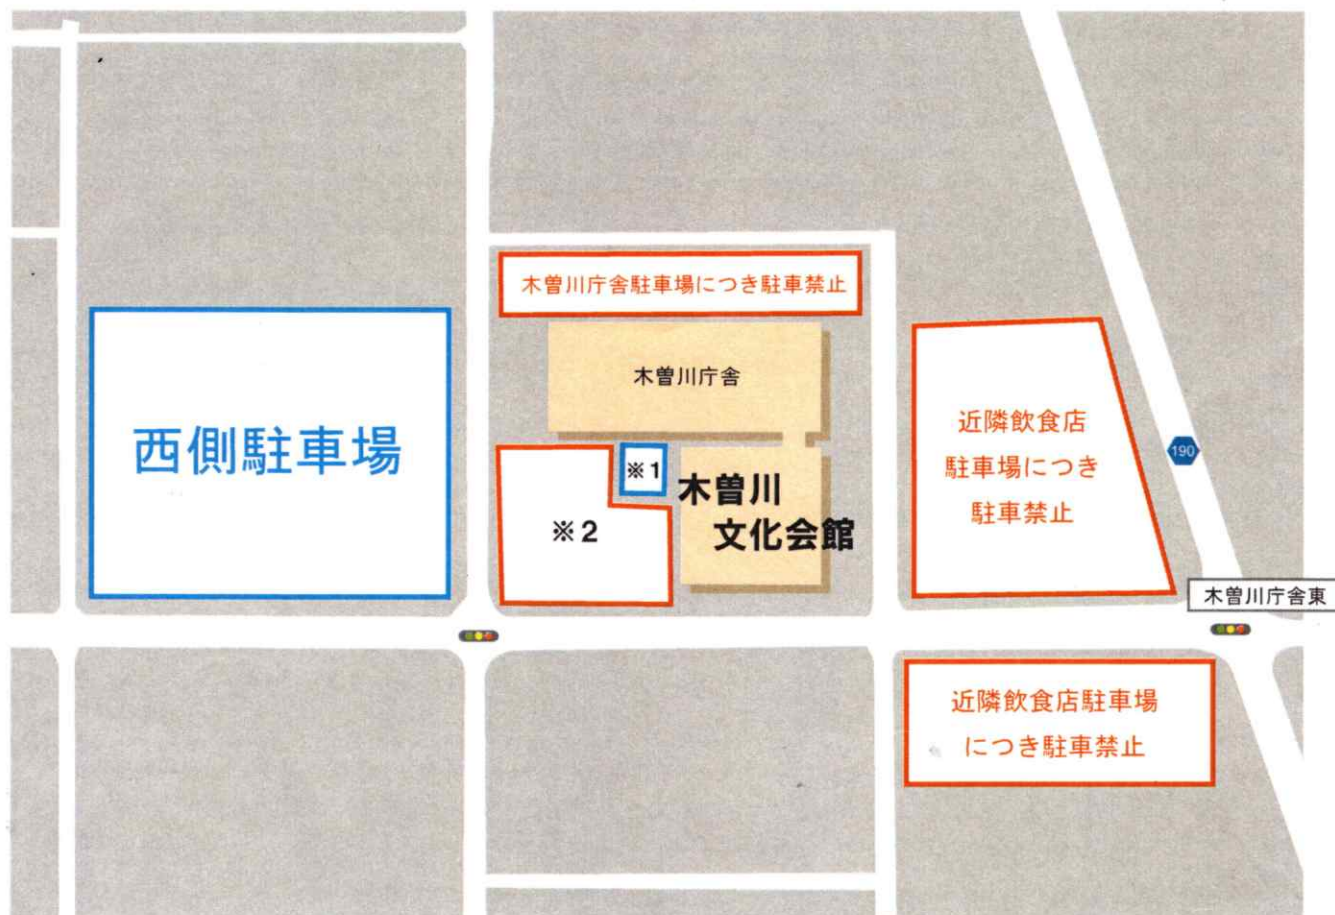 木曽川庁舎駐車場につき駐車禁止
木曽川庁舎
西側駐車場
※1
※2
木曽川
文化会館
近隣飲食店
駐車場につき
駐車禁止
190
木曽川庁舎東
近隣飲食店駐車場
につき駐車禁止